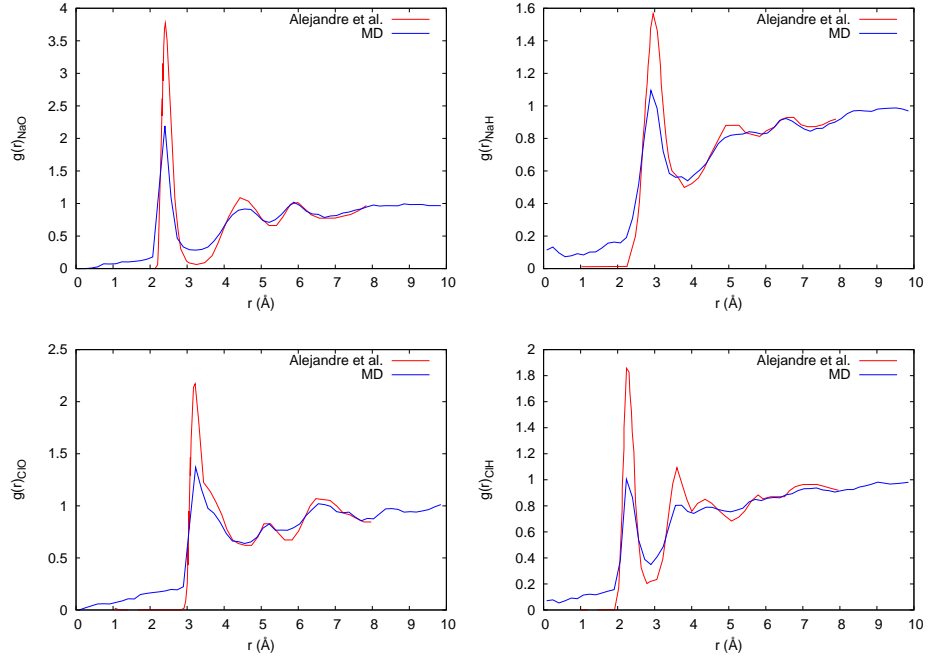 4
3.5
3
2.5
2
1.5
1
0.5
0
0 1 2 3 4 5 6 7 8 9 10
g(r)NaO
r (Å)
Alejandre et al.
MD
1.6
1.4
1.2
1
0.8
0.6
0.4
0.2
0
0 1 2 3 4 5 6 7 8 9 10
g(r)NaH
r (Å)
Alejandre et al.
MD
2.5
2
1.5
1
0.5
0
0 1 2 3 4 5 6 7 8 9 10
g(r)ClO
r (Å)
Alejandre et al.
MD
2
1.8
1.6
1.4
1.2
1
0.8
0.6
0.4
0.2
0
0 1 2 3 4 5 6 7 8 9 10
g(r)ClH
r (Å)
Alejandre et al.
MD